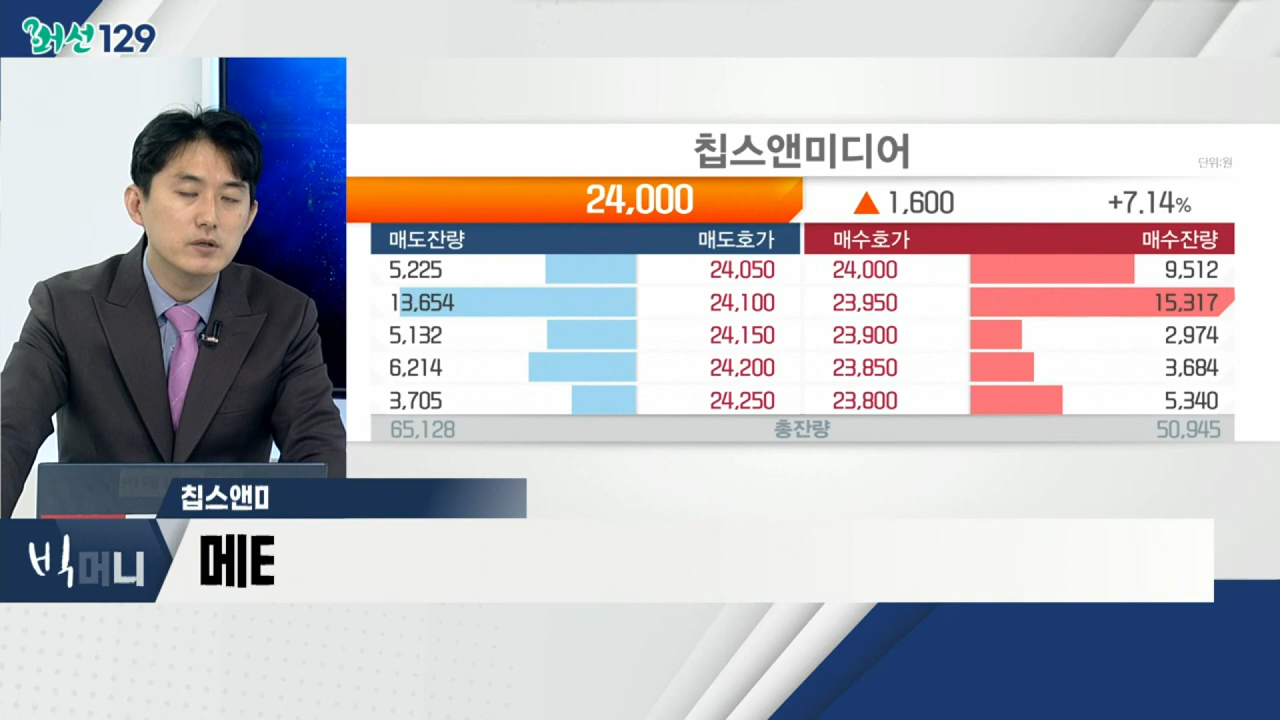 머선129
칩스앤미디어
단위:원
24,000 ▲ 1,600 +7.14%
매도잔량 매도호가 매수호가 매수잔량
5,225 24,050 24,000 9,512
13,654 24,100 23,950 15,317
5,132 24,150 23,900 2,974
6,214 24,200 23,850 3,684
3,705 24,250 23,800 5,340
65,128 총잔량 50,945
칩스앤미
빅머니